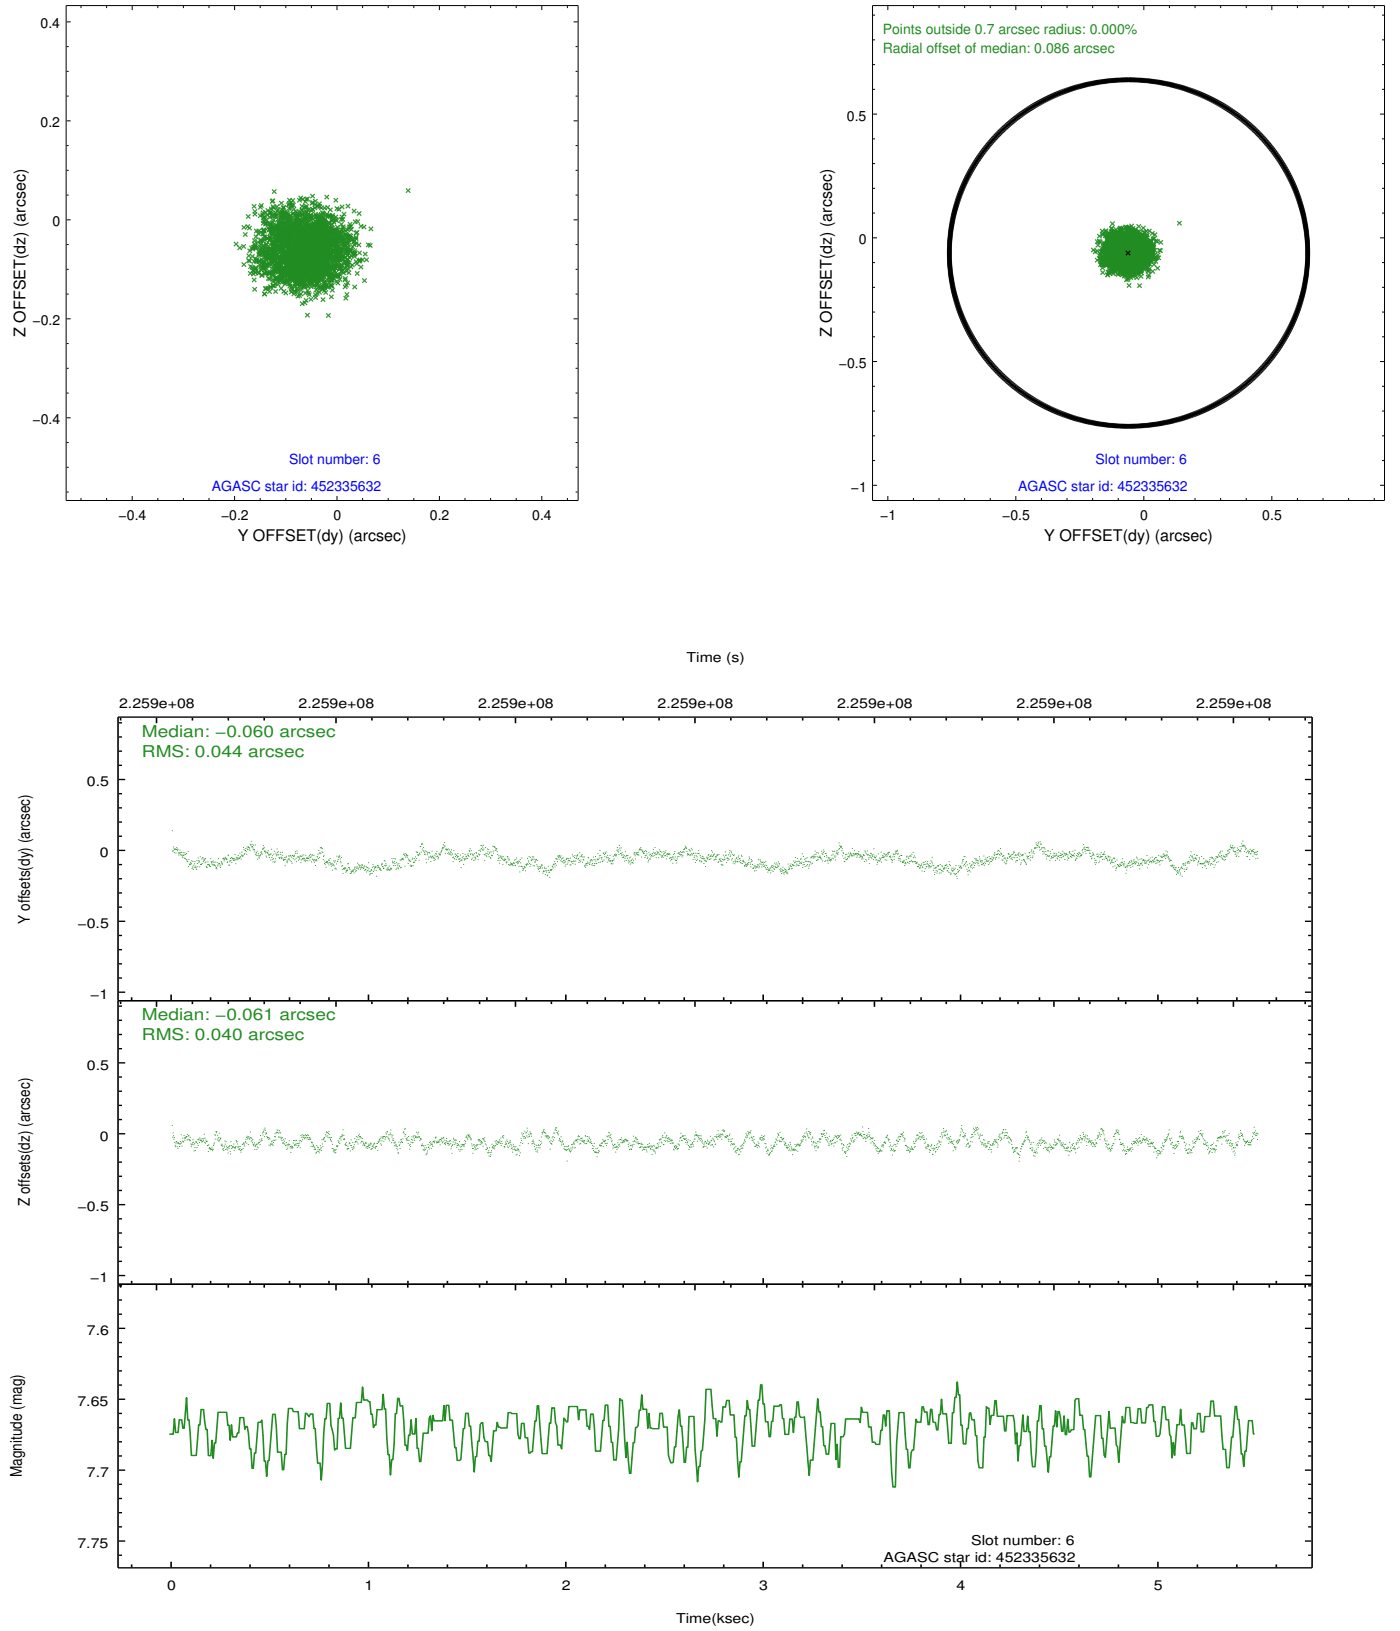 0.4
0.2
0
−0.2
−0.4
Z OFFSET(dz) (arcsec)
Slot number: 6
AGASC star id: 452335632
−0.4 −0.2 0 0.2 0.4
Y OFFSET(dy) (arcsec)
Points outside 0.7 arcsec radius: 0.000%
Radial offset of median: 0.086 arcsec
0.5
0
−0.5
−1
Z OFFSET(dz) (arcsec)
Slot number: 6
AGASC star id: 452335632
−1 −0.5 0 0.5
Y OFFSET(dy) (arcsec)
Time (s)
2.259e+08 2.259e+08 2.259e+08 2.259e+08 2.259e+08 2.259e+08 2.259e+08
Median: −0.060 arcsec
RMS: 0.044 arcsec
0.5
0
−0.5
−1
Y offsets(dy) (arcsec)
Median: −0.061 arcsec
RMS: 0.040 arcsec
0.5
0
−0.5
−1
Z offsets(dz) (arcsec)
7.6
7.65
7.7
7.75
Magnitude (mag)
Slot number: 6
AGASC star id: 452335632
0 1 2 3 4 5
Time(ksec)